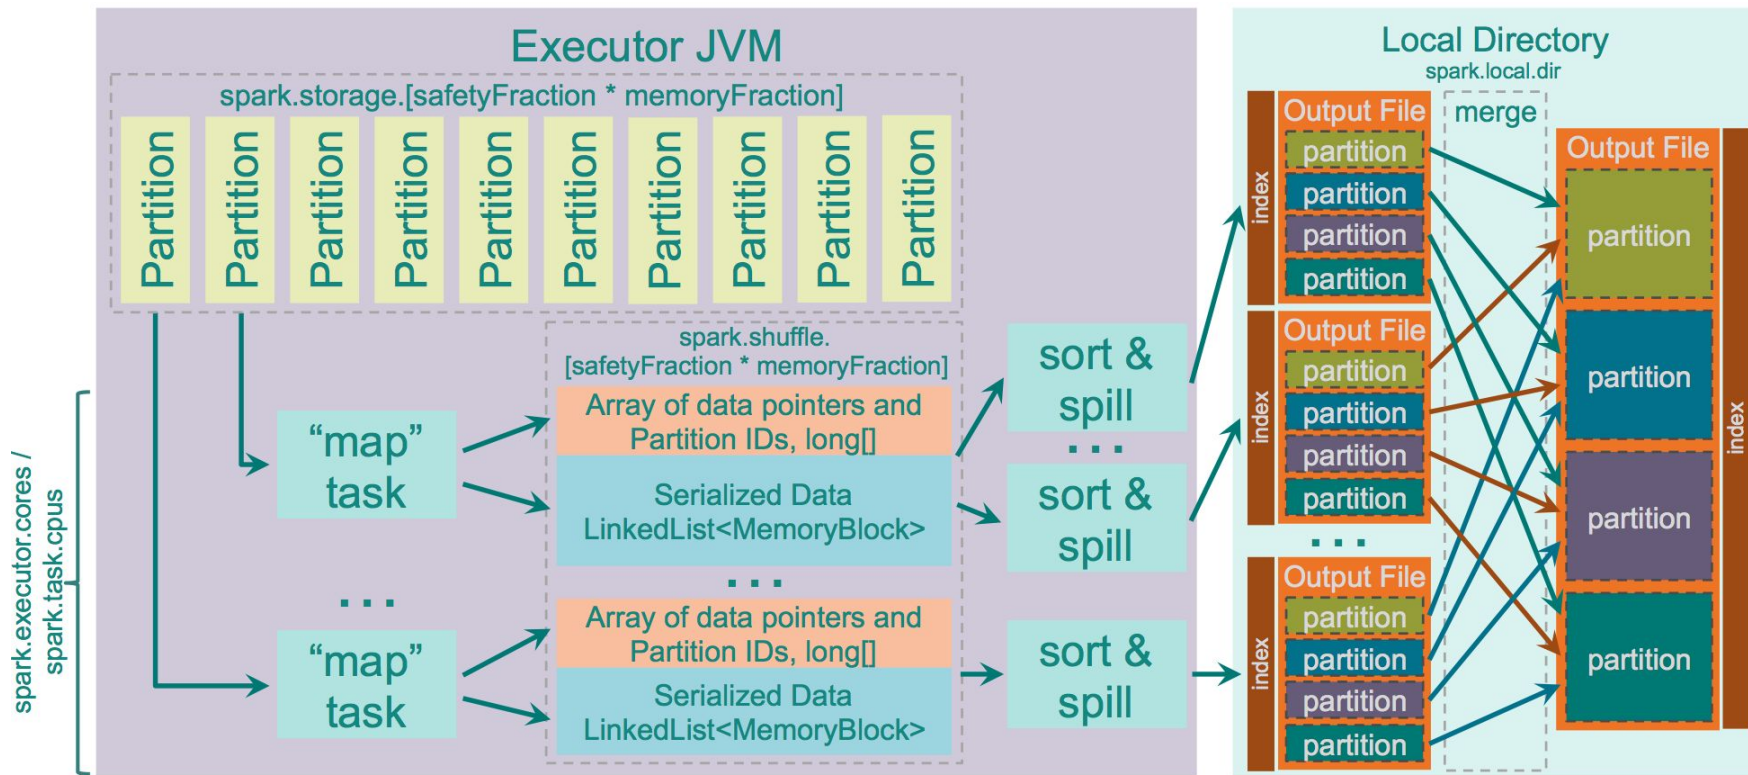 Executor JVM
spark.storage.[safetyFraction * memoryFraction]
Partition
Partition
Partition
Partition
Partition
Partition
Partition
Partition
Partition
Partition
spark.executor.cores /
spark.task.cpus
"map"
task
...
"map"
task
spark.shuffle.
[safetyFraction * memoryFraction]
Array of data pointers and
Partition IDs, long[]
Serialized Data
LinkedList<MemoryBlock>
...
Array of data pointers and
Partition IDs, long[]
Serialized Data
LinkedList<MemoryBlock>
sort &
spill
...
sort &
spill
sort &
spill
Local Directory
spark.local.dir
index
Output File
partition
partition
partition
partition
index
Output File
partition
partition
partition
partition
...
index
Output File
partition
partition
partition
partition
merge
Output File
partition
partition
partition
partition
index